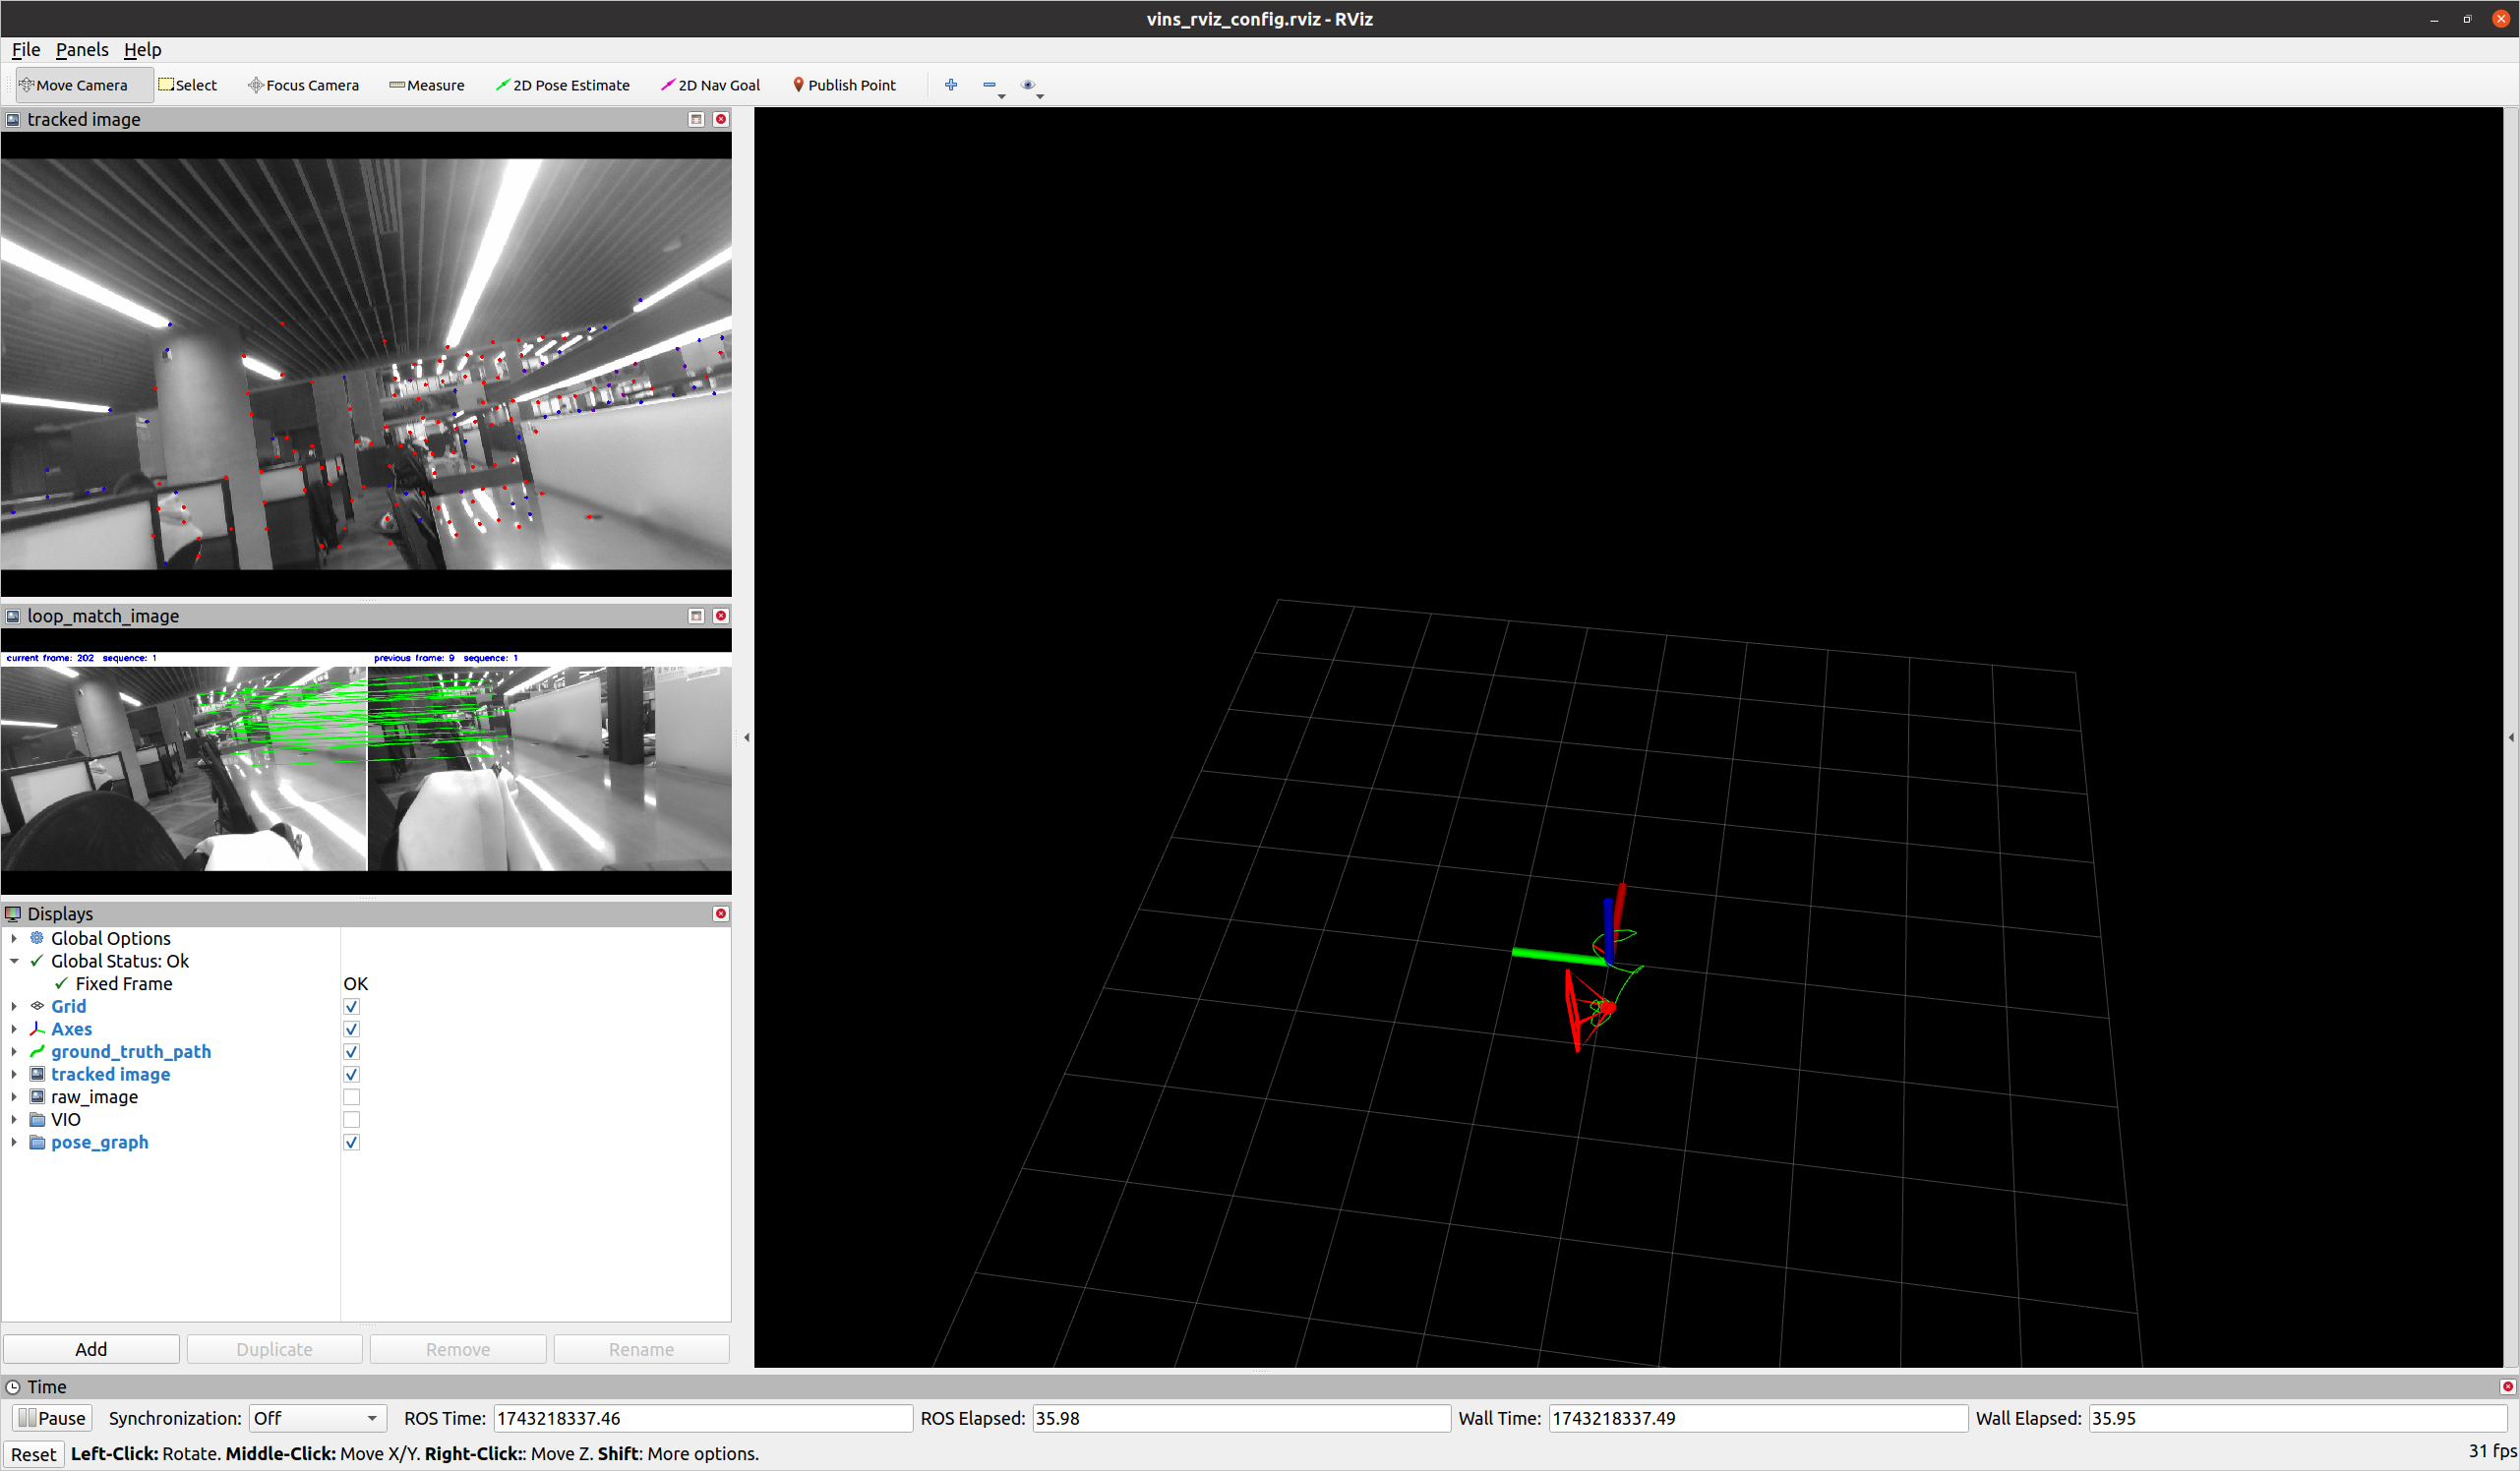 vins_rviz_config.rviz - RViz
File Panels Help
Move Camera Select Focus Camera Measure 2D Pose Estimate 2D Nav Goal Publish Point
tracked image
loop_match_image
current frame: 202 sequence: 1 previous frame: 9 sequence: 1
Displays
Global Options
Global Status: Ok
Fixed Frame OK
Grid
Axes
ground_truth_path
tracked image
raw_image
VIO
pose_graph
Add Duplicate Remove Rename
Time
Pause Synchronization: Off ROS Time: 1743218337.46 ROS Elapsed: 35.98 Wall Time: 1743218337.49 Wall Elapsed: 35.95
Reset Left-Click: Rotate. Middle-Click: Move X/Y. Right-Click:: Move Z. Shift: More options. 31 fps